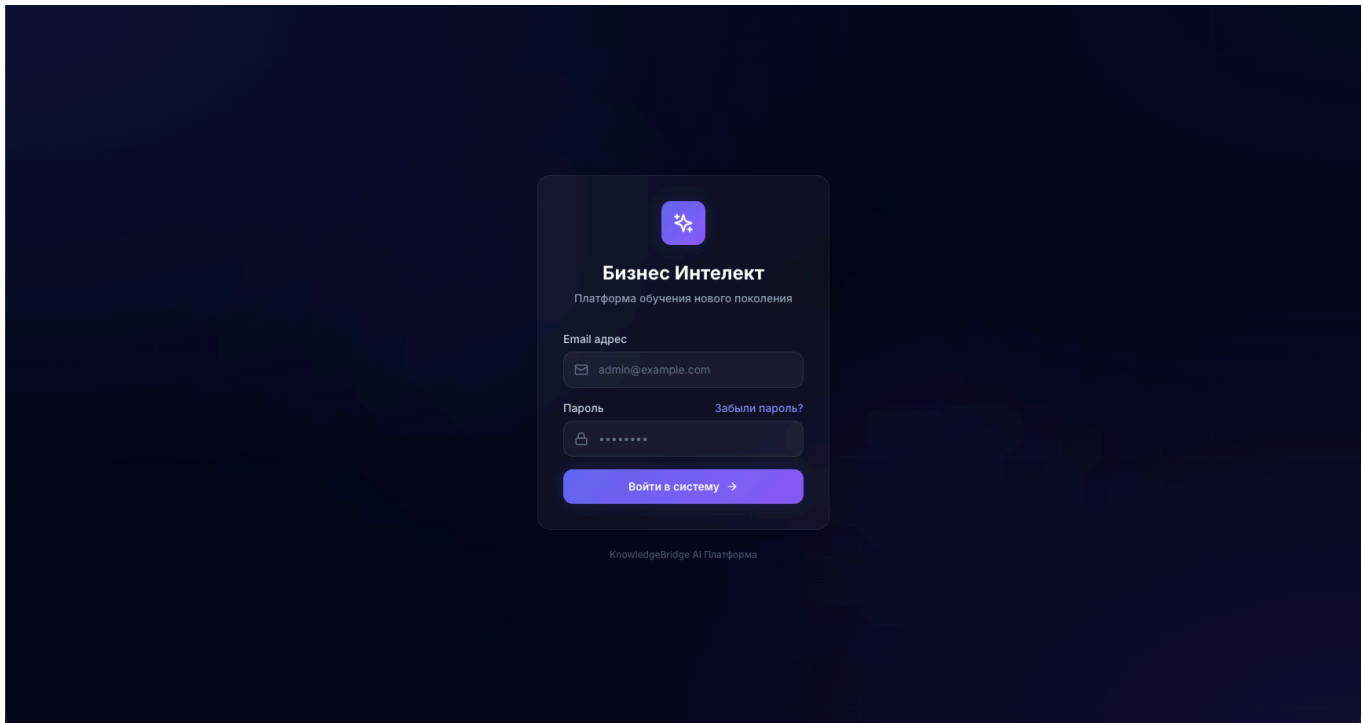 Бизнес Интелект
Платформа обучения нового поколения
Email адрес
admin@example.com
Пароль Забыли пароль?
••••••••
Войти в систему →
KnowledgeBridge AI Платформа